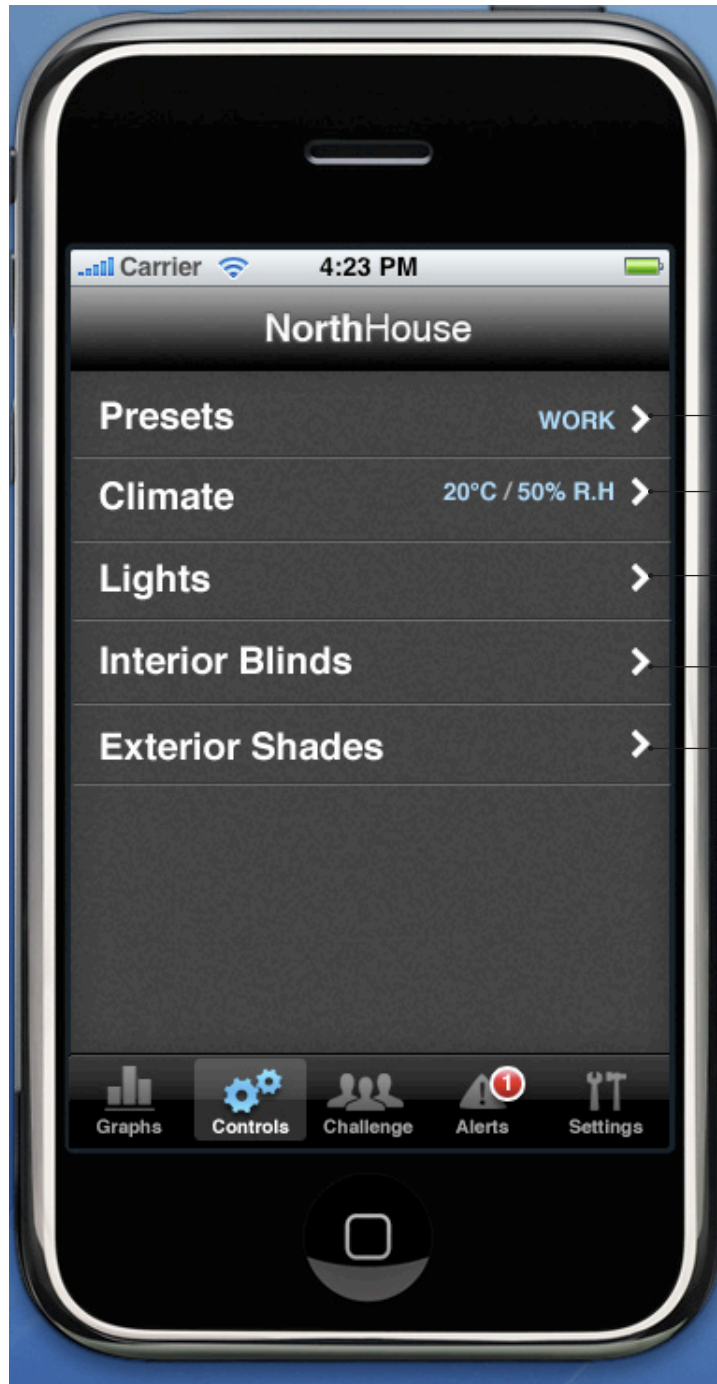 Carrier 4:23 PM
NorthHouse
Presets WORK
Climate 20°C / 50% R.H
Lights
Interior Blinds
Exterior Shades
1
Graphs Controls Challenge Alerts Settings